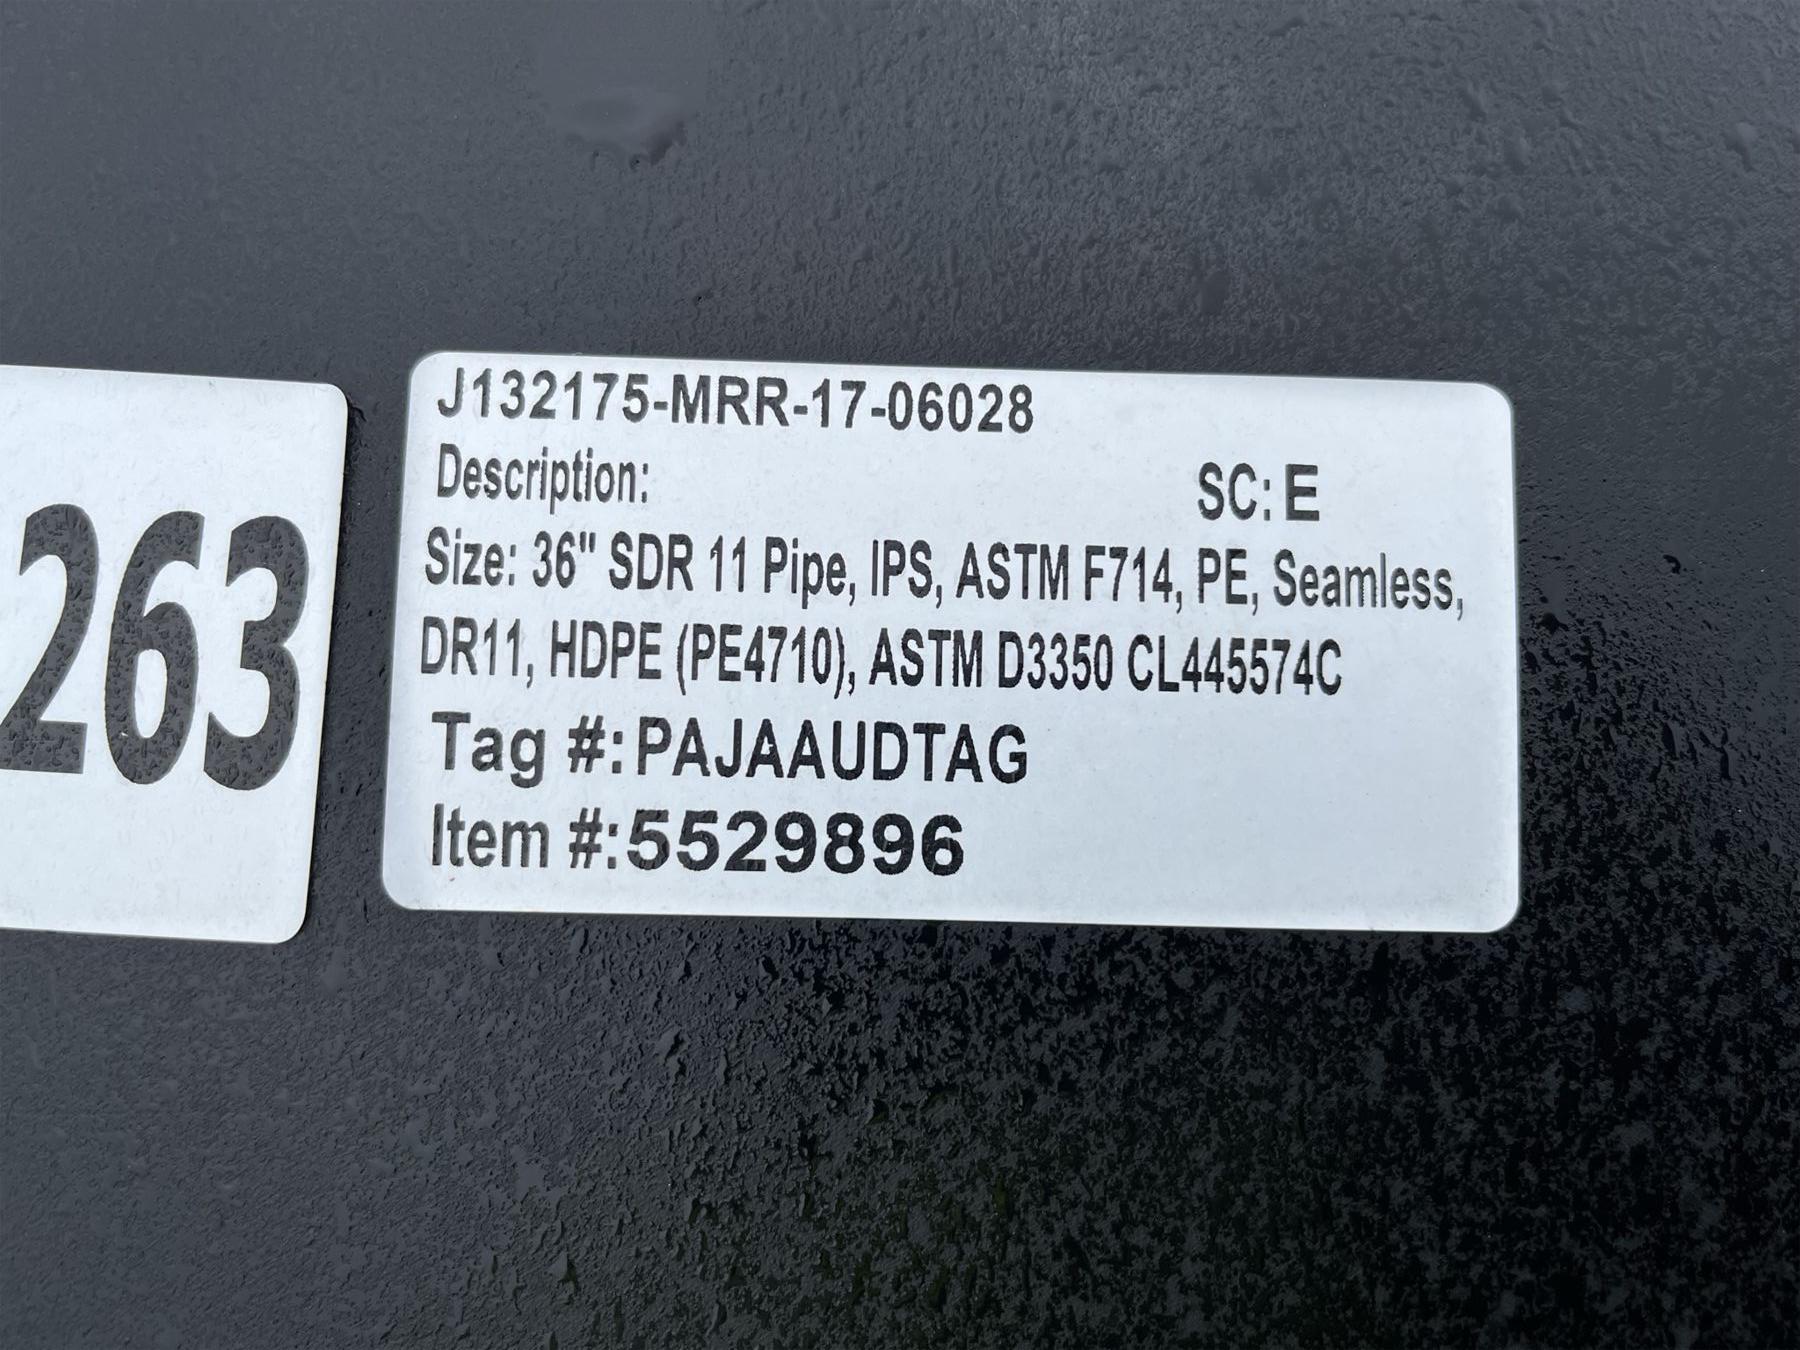 263
J132175-MRR-17-06028
Description:
SC: E
Size: 36" SDR 11 Pipe, IPS, ASTM F714, PE, Seamless,
DR11, HDPE (PE4710), ASTM D3350 CL445574C
Tag #: PAJAAUDTAG
Item #: 5529896